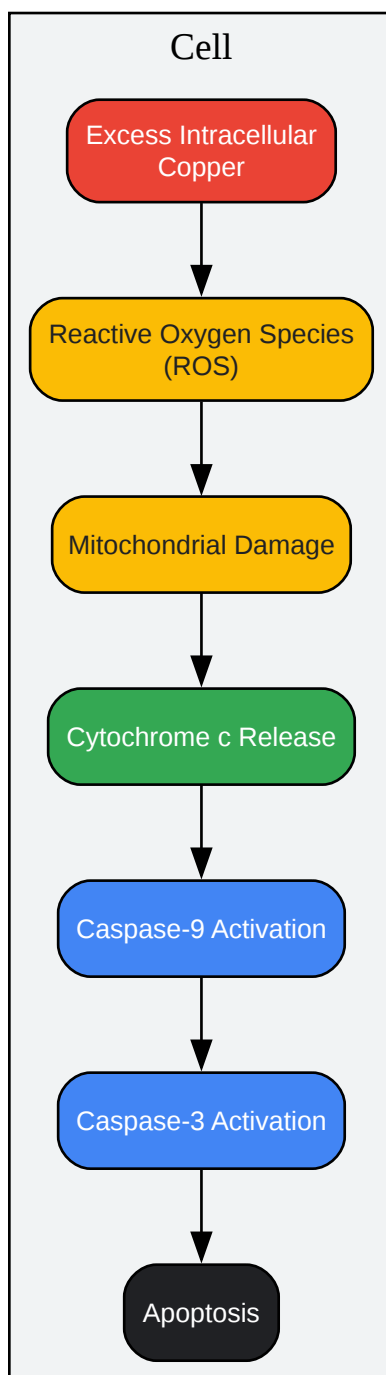 Cell
Excess Intracellular
Copper
Reactive Oxygen Species
(ROS)
Mitochondrial Damage
Cytochrome c Release
Caspase-9 Activation
Caspase-3 Activation
Apoptosis